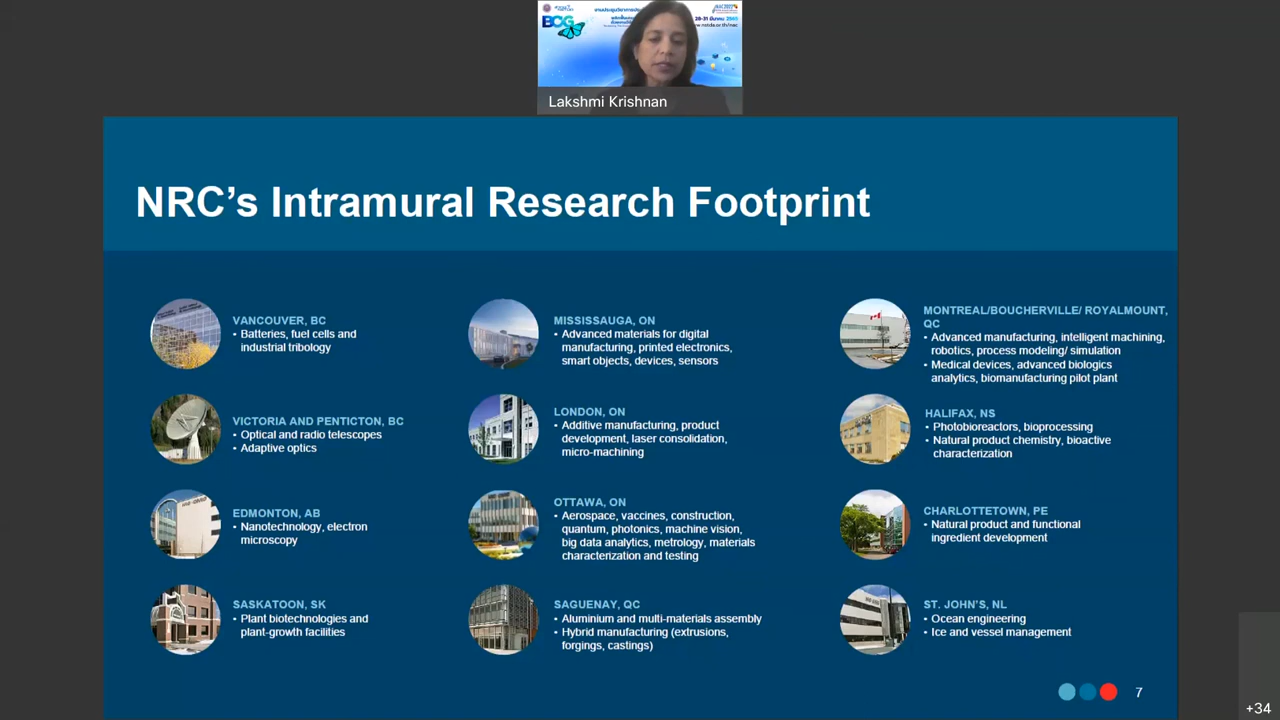 BCG
Lakshmi Krishnan
NRC's Intramural Research Footprint
VANCOUVER, BC
• Batteries, fuel cells and
industrial tribology
VICTORIA AND PENTICTON, BC
• Optical and radio telescopes
• Adaptive optics
EDMONTON, AB
• Nanotechnology, electron
microscopy
SASKATOON, SK
• Plant biotechnologies and
plant-growth facilities
MISSISSAUGA, ON
• Advanced materials for digital
manufacturing, printed electronics,
smart objects, devices, sensors
LONDON, ON
• Additive manufacturing, product
development, laser consolidation,
micro-machining
OTTAWA, ON
• Aerospace, vaccines, construction,
quantum, photonics, machine vision,
big data analytics, metrology, materials
characterization and testing
SAGUENAY, QC
• Aluminium and multi-materials assembly
• Hybrid manufacturing (extrusions,
forgings, castings)
MONTREAL/BOUCHERVILLE/ ROYALMOUNT,
QC
• Advanced manufacturing, intelligent machining,
robotics, process modeling/ simulation
• Medical devices, advanced biologics
analytics, biomanufacturing pilot plant
HALIFAX, NS
• Photobioreactors, bioprocessing
• Natural product chemistry, bioactive
characterization
CHARLOTTETOWN, PE
• Natural product and functional
ingredient development
ST. JOHN'S, NL
• Ocean engineering
• Ice and vessel management
7
+34